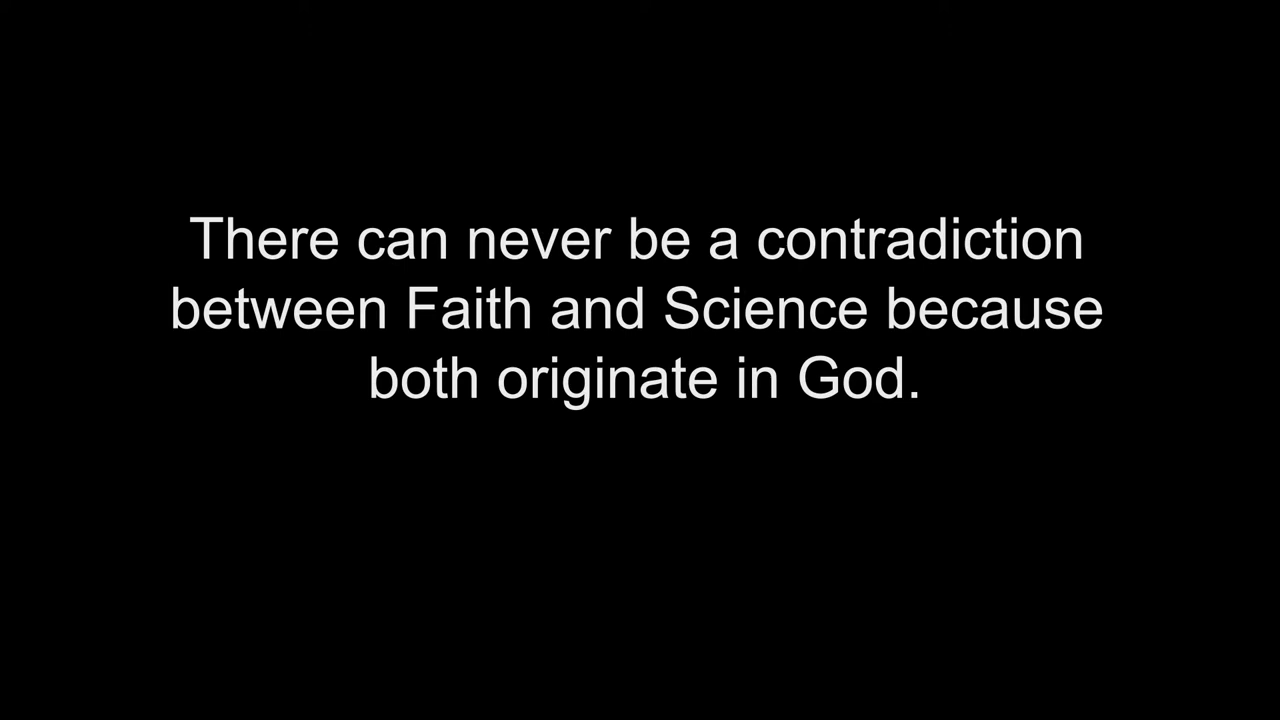 There can never be a contradiction
between Faith and Science because
both originate in God.